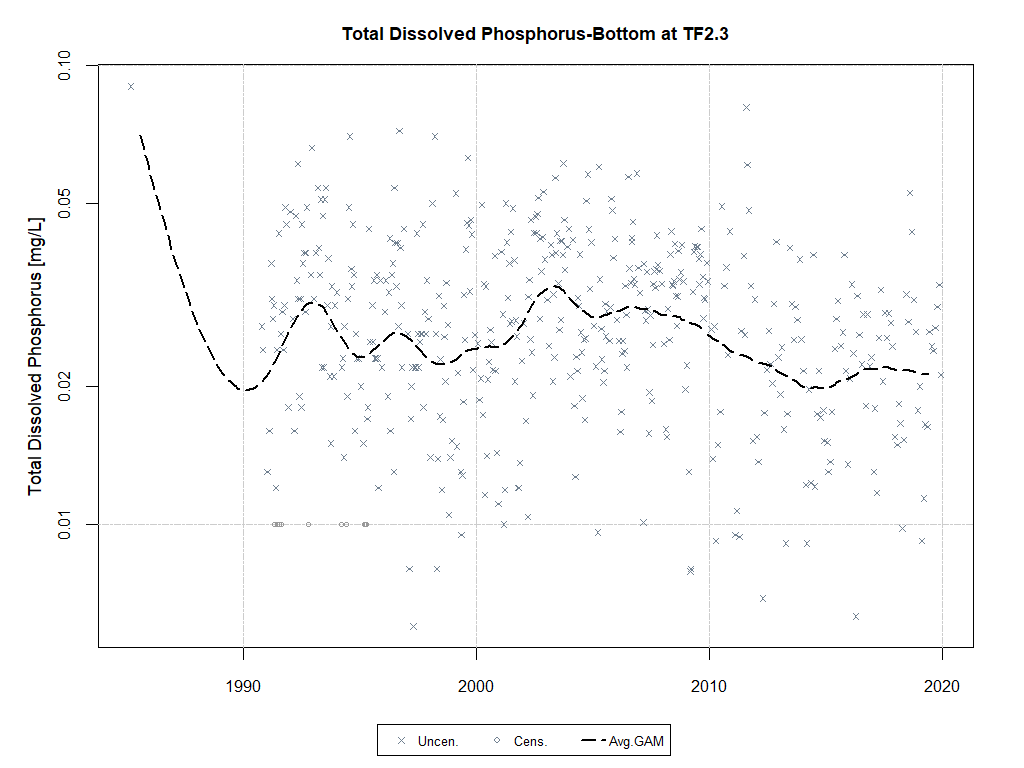 Total Dissolved Phosphorus-Bottom at TF2.3
Total Dissolved Phosphorus [mg/L]
0.10
0.05
0.02
0.01
1990 2000 2010 2020
Uncen. Cens. Avg.GAM